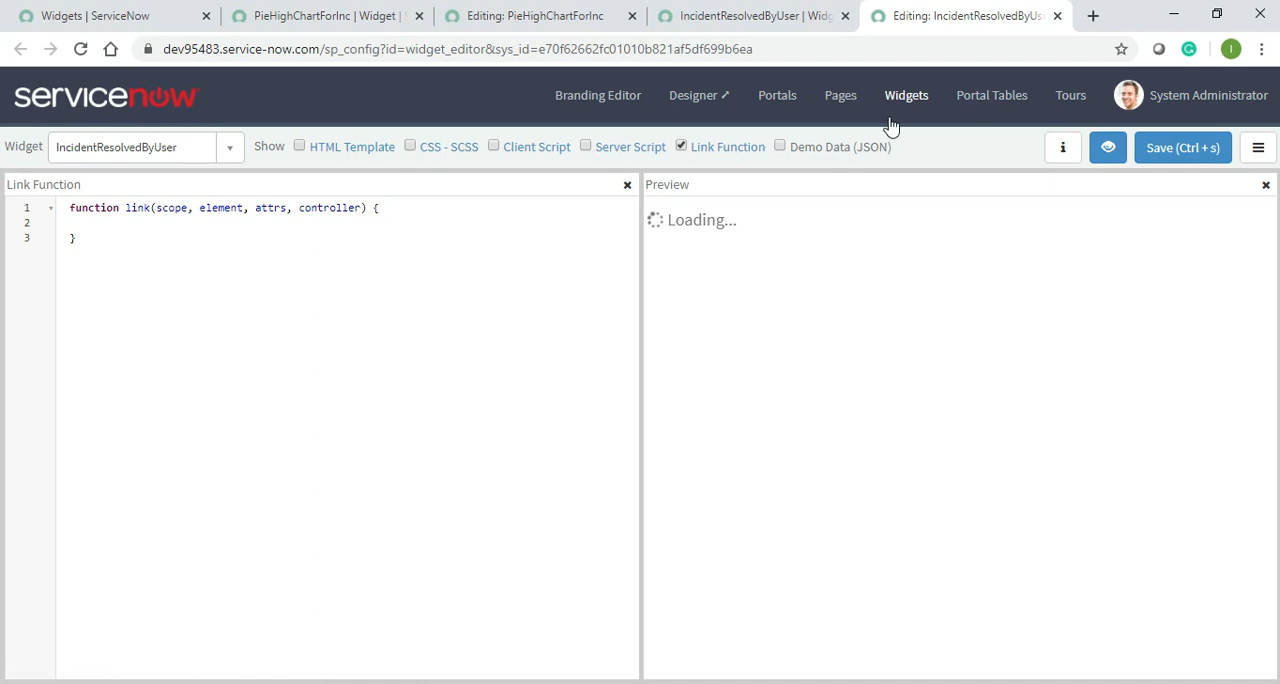 Widgets | ServiceNow
PieHighChartForInc | Widget |
Editing: PieHighChartForInc
IncidentResolvedByUser | Widg
Editing: IncidentResolvedByUs
dev95483.service-now.com/sp_config?id=widget_editor&sys_id=e70f62662fc01010b821af5df699b6ea
I
servicenow
Branding Editor
Designer
Portals
Pages
Widgets
Portal Tables
Tours
System Administrator
Widget
IncidentResolvedByUser
Show
HTML Template
CSS - SCSS
Client Script
Server Script
Link Function
Demo Data (JSON)
i
Save (Ctrl + s)
Link Function
1 function link(scope, element, attrs, controller) {
2
3 }
Preview
Loading...